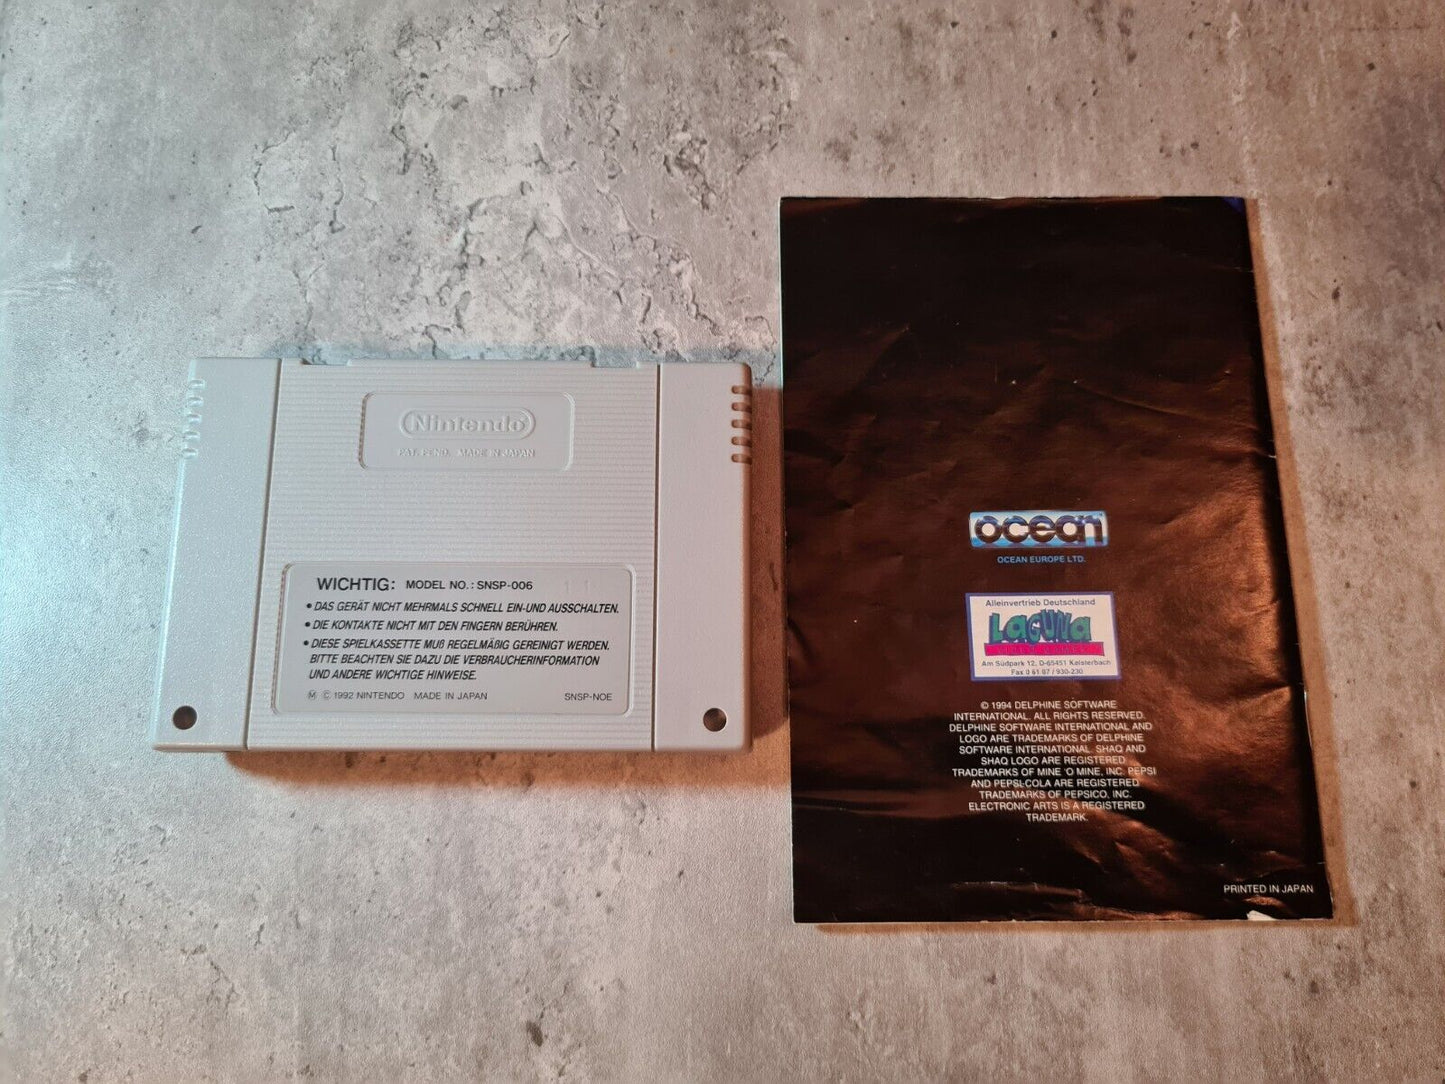 Nintendo
PAT. PEND. MADE IN JAPAN
WICHTIG: MODEL NO.: SNSP-006
• DAS GERÄT NICHT MEHRMALS SCHNELL EIN-UND AUSSCHALTEN.
• DIE KONTAKTE NICHT MIT DEN FINGERN BERÜHREN.
• DIESE SPIELKASSETTE MUß REGELMÄßIG GEREINIGT WERDEN.
BITTE BEACHTEN SIE DAZU DIE VERBRAUCHERINFORMATION
UND ANDERE WICHTIGE HINWEISE.
Ⓜ © 1992 NINTENDO MADE IN JAPAN SNSP-NOE
ocean
OCEAN EUROPE LTD.
Alleinvertrieb Deutschland
LAGUNA
VIDEO GAMES
Am Südpark 12, D-65451 Kelsterbach
Fax 0 61 07 / 930-230
© 1994 DELPHINE SOFTWARE
INTERNATIONAL. ALL RIGHTS RESERVED.
DELPHINE SOFTWARE INTERNATIONAL AND
LOGO ARE TRADEMARKS OF DELPHINE
SOFTWARE INTERNATIONAL. SHAQ AND
SHAQ LOGO ARE REGISTERED
TRADEMARKS OF MINE 'O MINE, INC. PEPSI
AND PEPSI-COLA ARE REGISTERED
TRADEMARKS OF PEPSICO, INC.
ELECTRONIC ARTS IS A REGISTERED
TRADEMARK.
PRINTED IN JAPAN